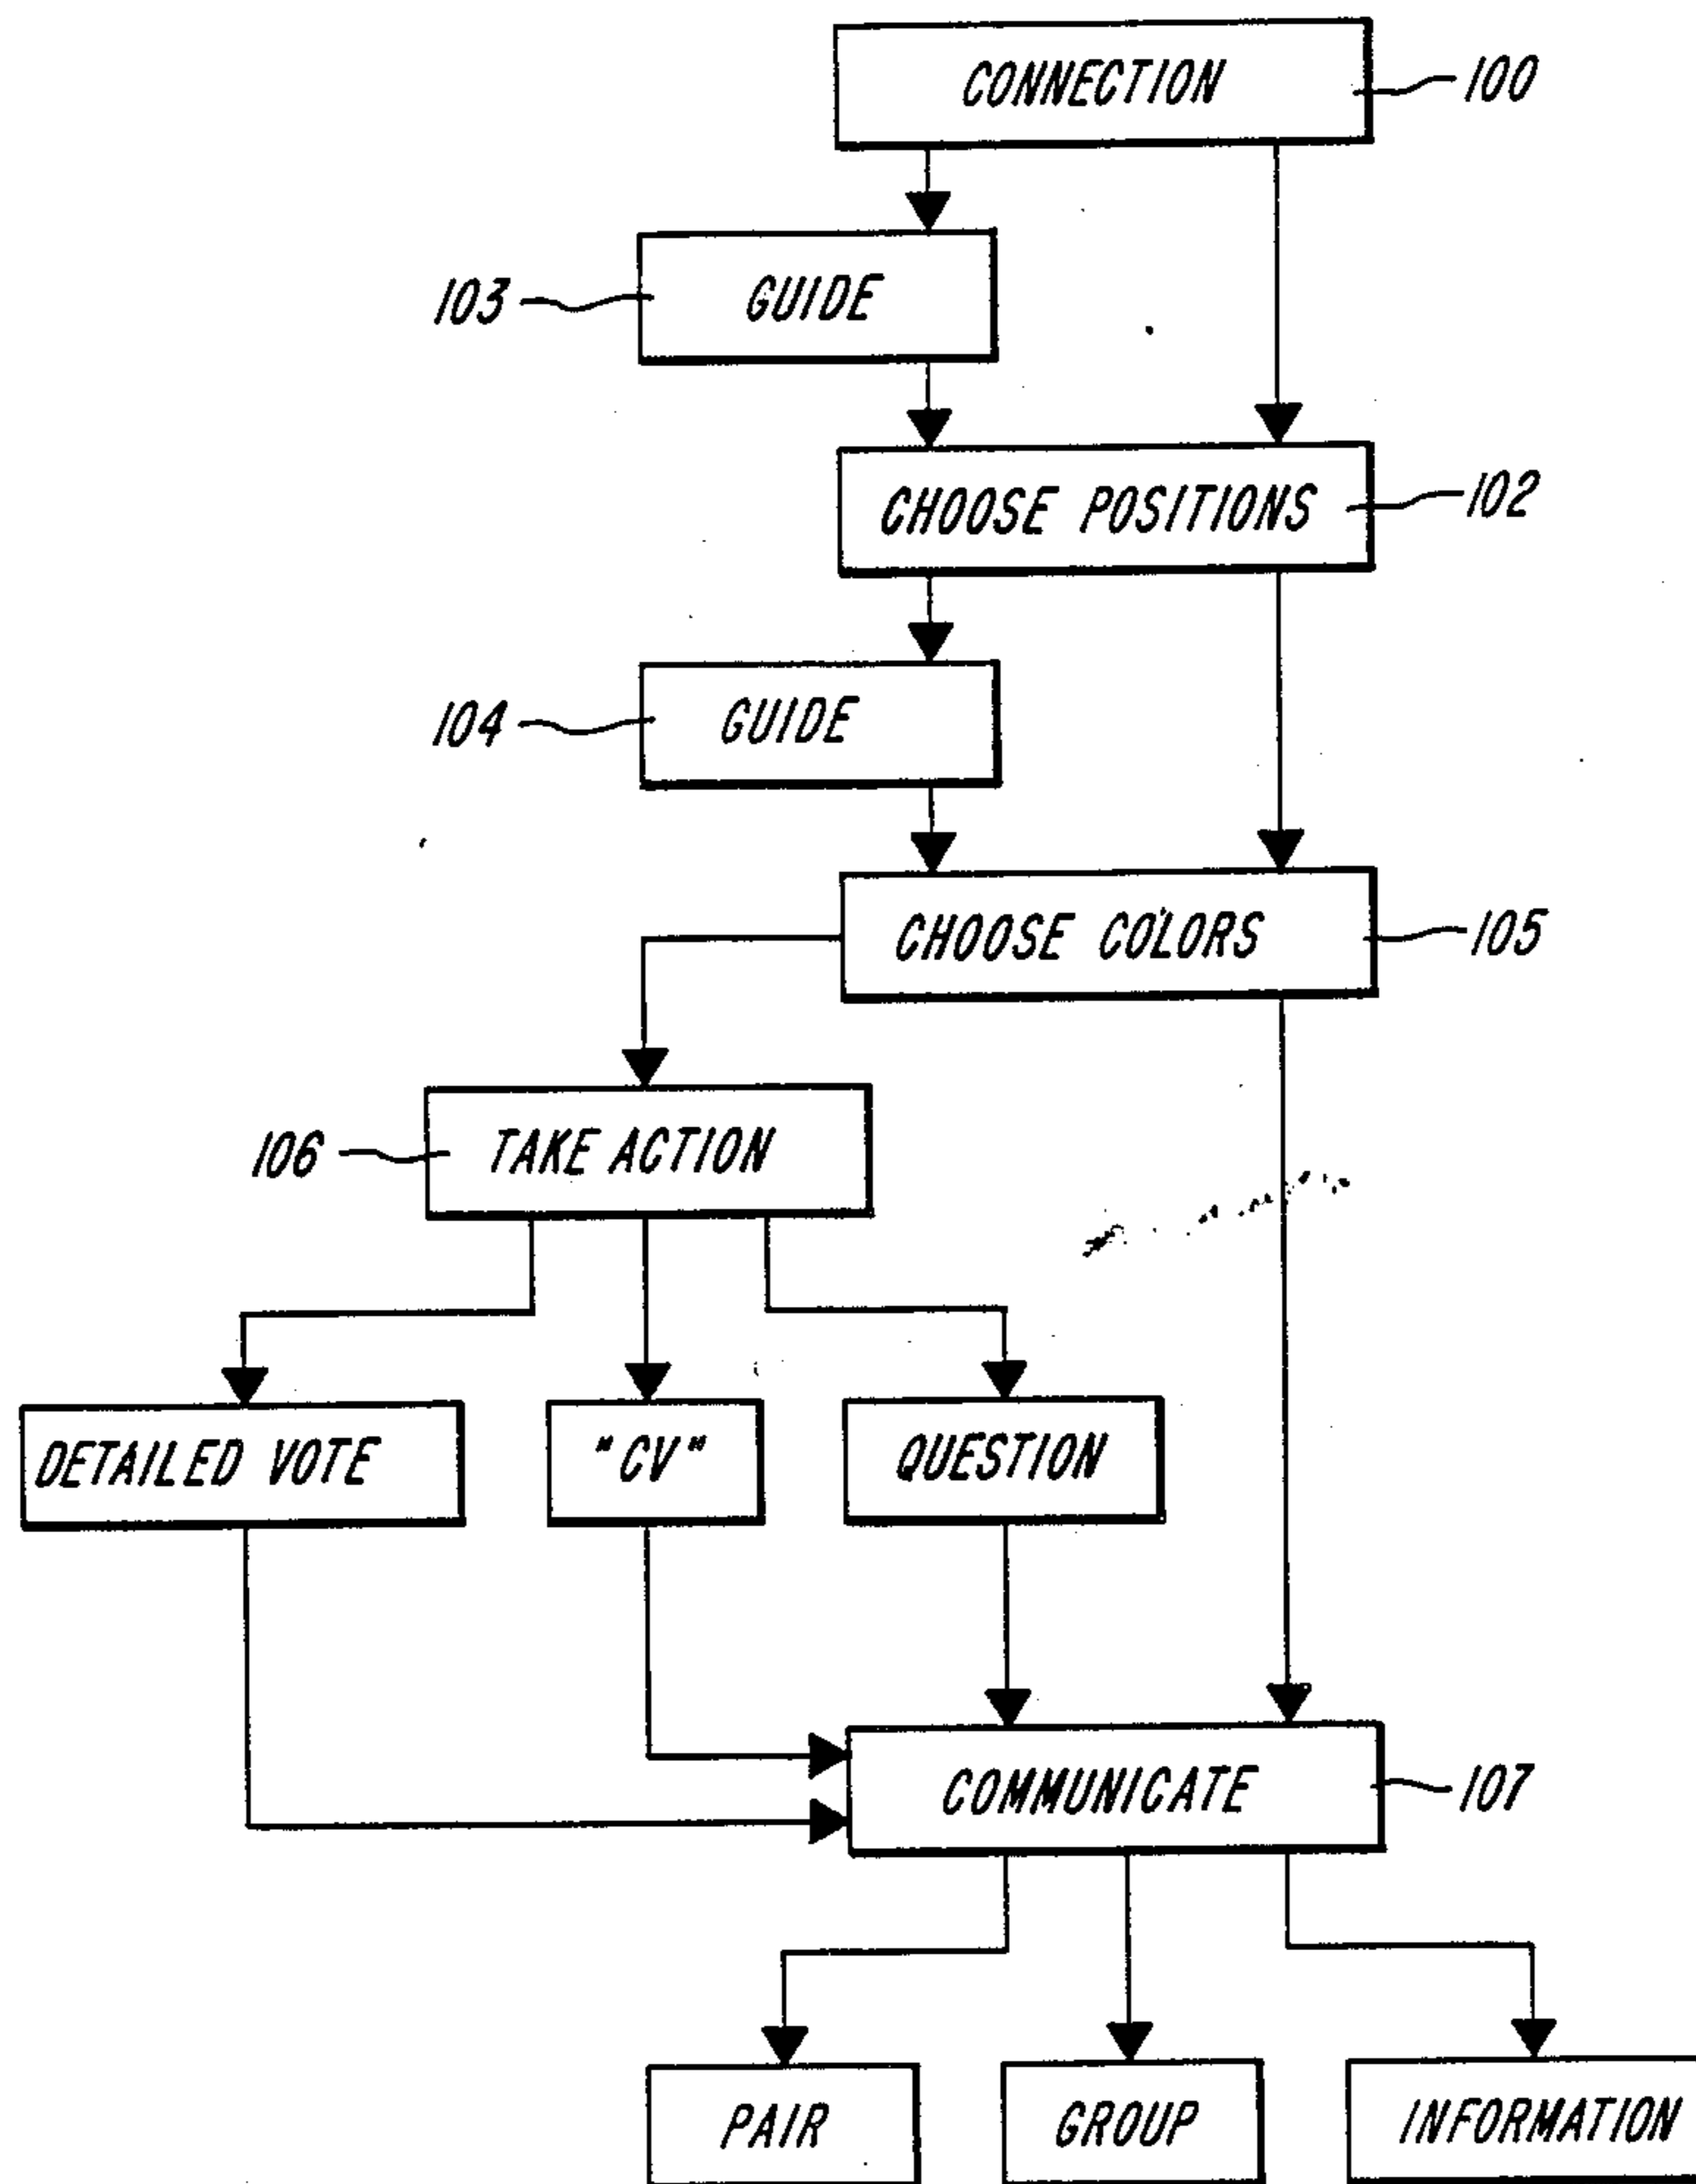 CONNECTION
100
103
GUIDE
CHOOSE POSITIONS
102
104
GUIDE
CHOOSE COLORS
105
106
TAKE ACTION
DETAILED VOTE
"CV"
QUESTION
COMMUNICATE
107
PAIR
GROUP
INFORMATION